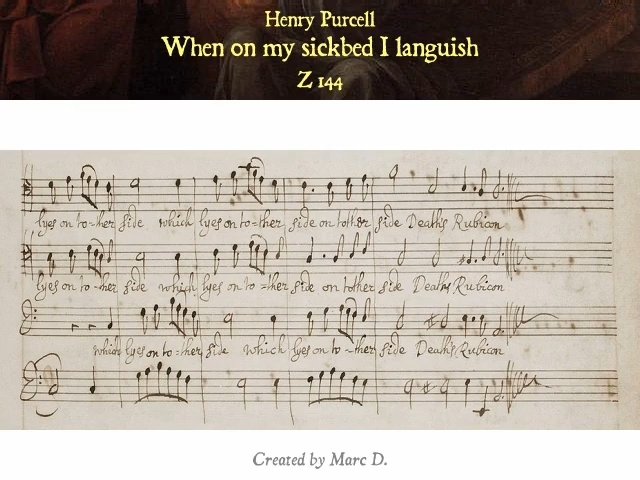 Henry Purcell
When on my sickbed I languish
Z 144
lyes on to=ther side which lyes on to=ther side on tother side Death's Rubicon
lyes on to=ther side which lyes on to=ther side on tother side Deaths Rubicon
which lyes on to=ther side which lyes on to=ther side Death's Rubicon
Created by Marc D.